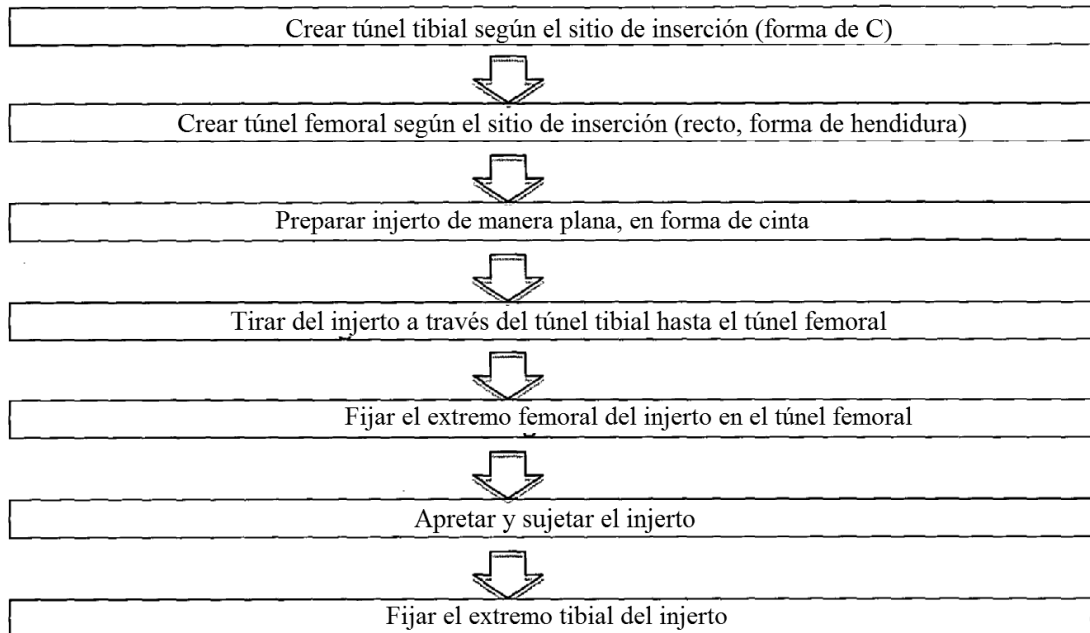 Crear túnel tibial según el sitio de inserción (forma de C)
Crear túnel femoral según el sitio de inserción (recto, forma de hendidura)
Preparar injerto de manera plana, en forma de cinta
Tirar del injerto a través del túnel tibial hasta el túnel femoral
Fijar el extremo femoral del injerto en el túnel femoral
Apretar y sujetar el injerto
Fijar el extremo tibial del injerto